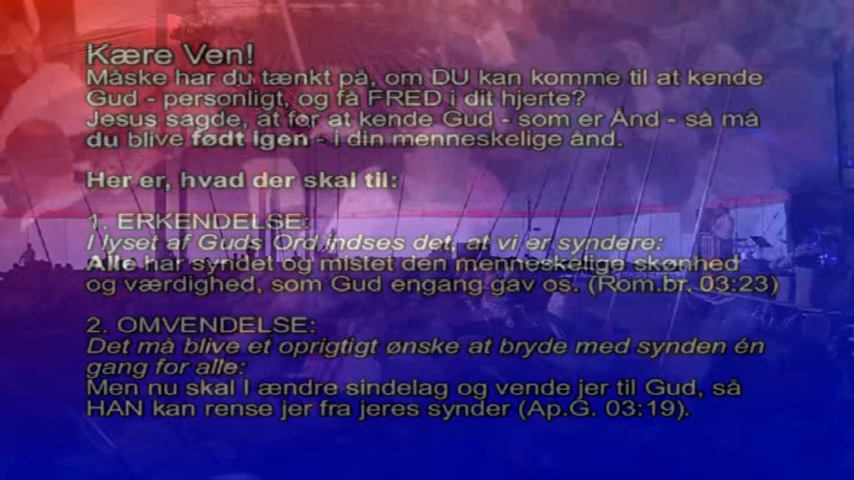 Kære Ven!
Måske har du tænkt på, om DU kan komme til at kende
Gud - personligt, og få FRED i dit hjerte?
Jesus sagde, at for at kende Gud - som er Ånd - så må
du blive født igen - i din menneskelige ånd.
Her er, hvad der skal til:
1. ERKENDELSE:
I lyset af Guds Ord indses det, at vi er syndere:
Alle har syndet og mistet den menneskelige skønhed
og værdighed, som Gud engang gav os. (Rom.br. 03:23)
2. OMVENDELSE:
Det må blive et oprigtigt ønske at bryde med synden én
gang for alle:
Men nu skal I ændre sindelag og vende jer til Gud, så
HAN kan rense jer fra jeres synder (Ap.G. 03:19).